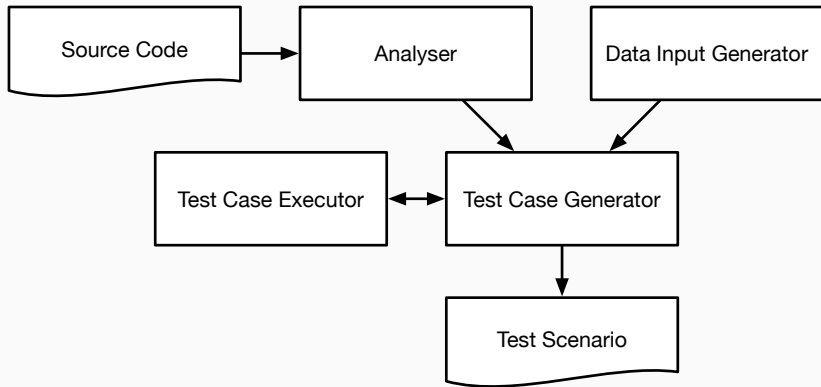 Source Code
Analyser
Data Input Generator
Test Case Executor
Test Case Generator
Test Scenario